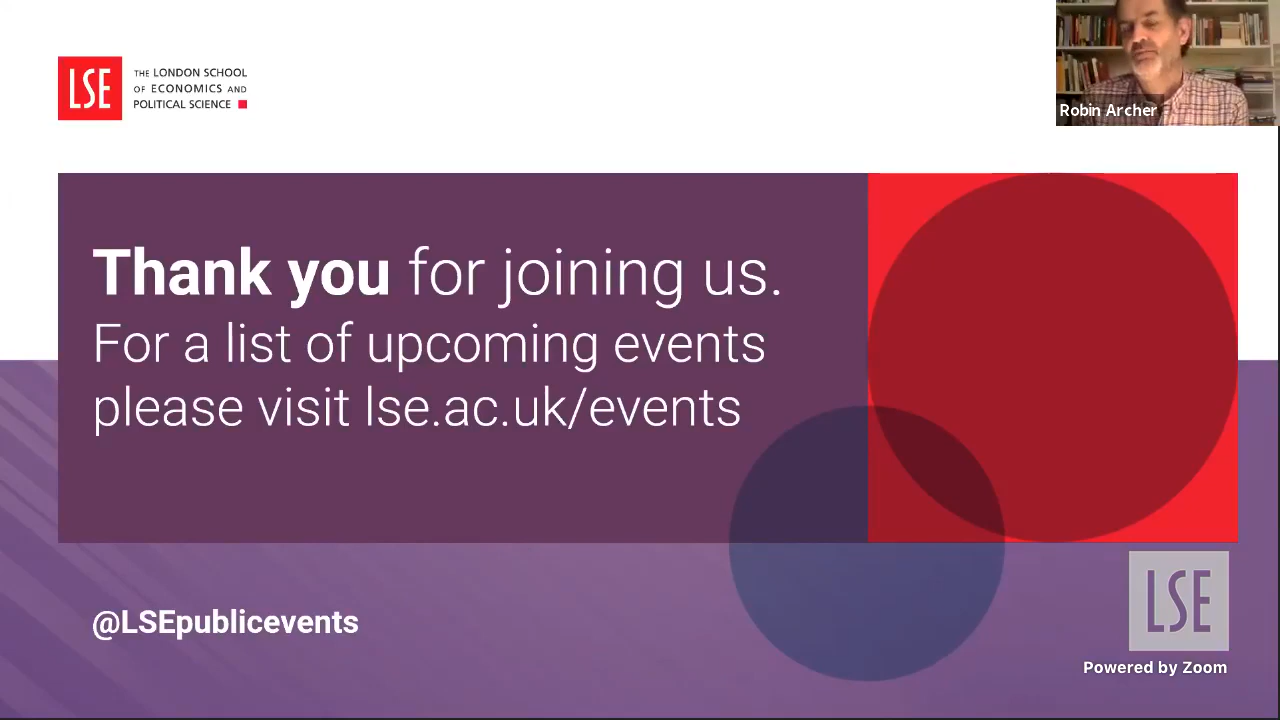 LSE
THE LONDON SCHOOL
OF ECONOMICS AND
POLITICAL SCIENCE
Robin Archer
Thank you for joining us.
For a list of upcoming events
please visit lse.ac.uk/events
@LSEpublicevents
LSE
Powered by Zoom